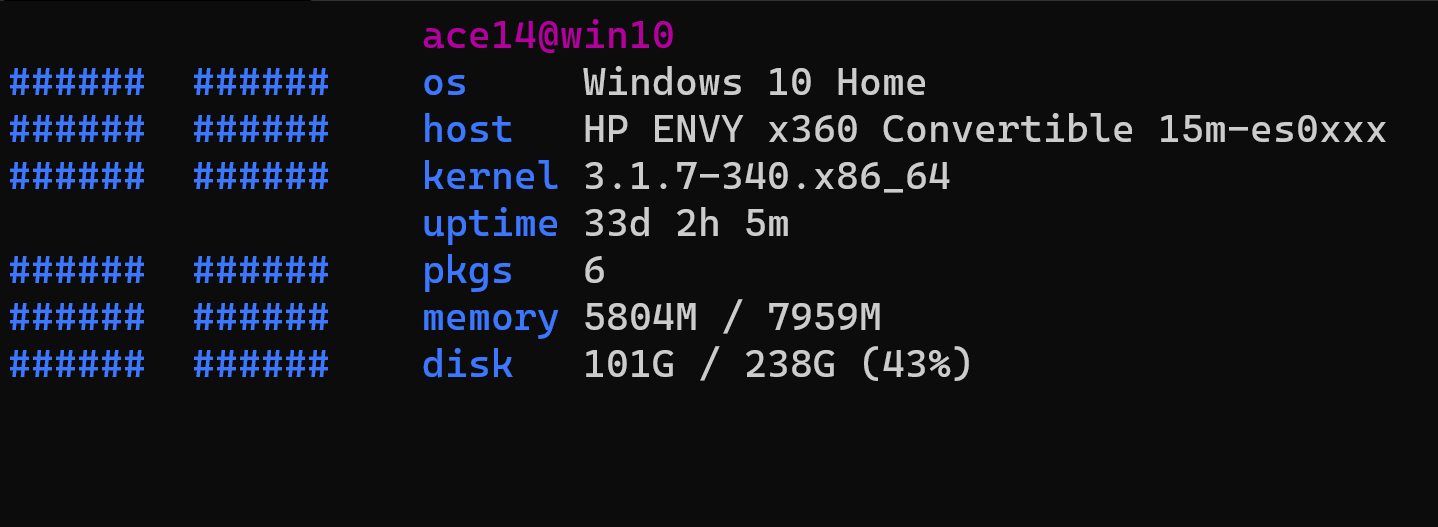 ace14@win10
###### ###### os Windows 10 Home
###### ###### host HP ENVY x360 Convertible 15m-es0xxx
###### ###### kernel 3.1.7-340.x86_64
uptime 33d 2h 5m
###### ###### pkgs 6
###### ###### memory 5804M / 7959M
###### ###### disk 101G / 238G (43%)